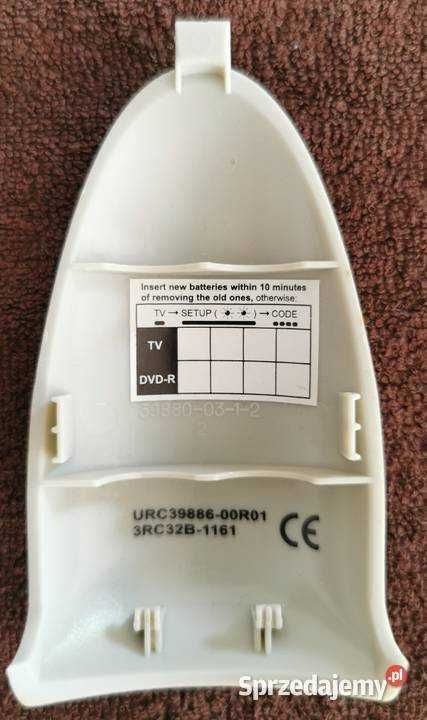 Insert new batteries within 10 minutes
of removing the old ones, otherwise:
TV → SETUP ( ) → CODE
TV
DVD-R
39880-03-1-2
2
URC39886-00R01
3RC32B-1161
CE
Sprzedajemy.pl